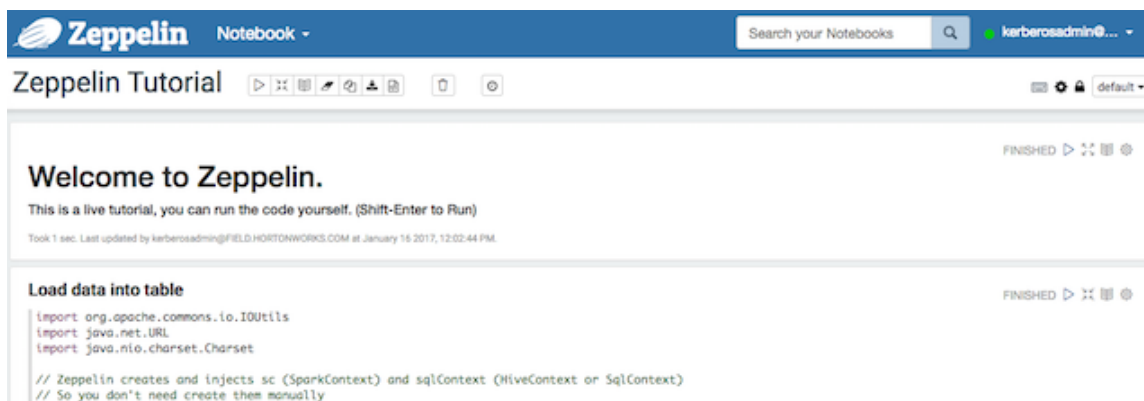 Zeppelin Notebook Search your Notebooks kerberosadmin@...
Zeppelin Tutorial default
FINISHED
Welcome to Zeppelin.
This is a live tutorial, you can run the code yourself. (Shift-Enter to Run)
Took 1 sec. Last updated by kerberosadmin@FIELD.HORTONWORKS.COM at January 16 2017, 12:02:44 PM.
Load data into table FINISHED
import org.apache.commons.io.IOUtils
import java.net.URL
import java.nio.charset.Charset
// Zeppelin creates and injects sc (SparkContext) and sqlContext (HiveContext or SqlContext)
// So you don't need create them manually